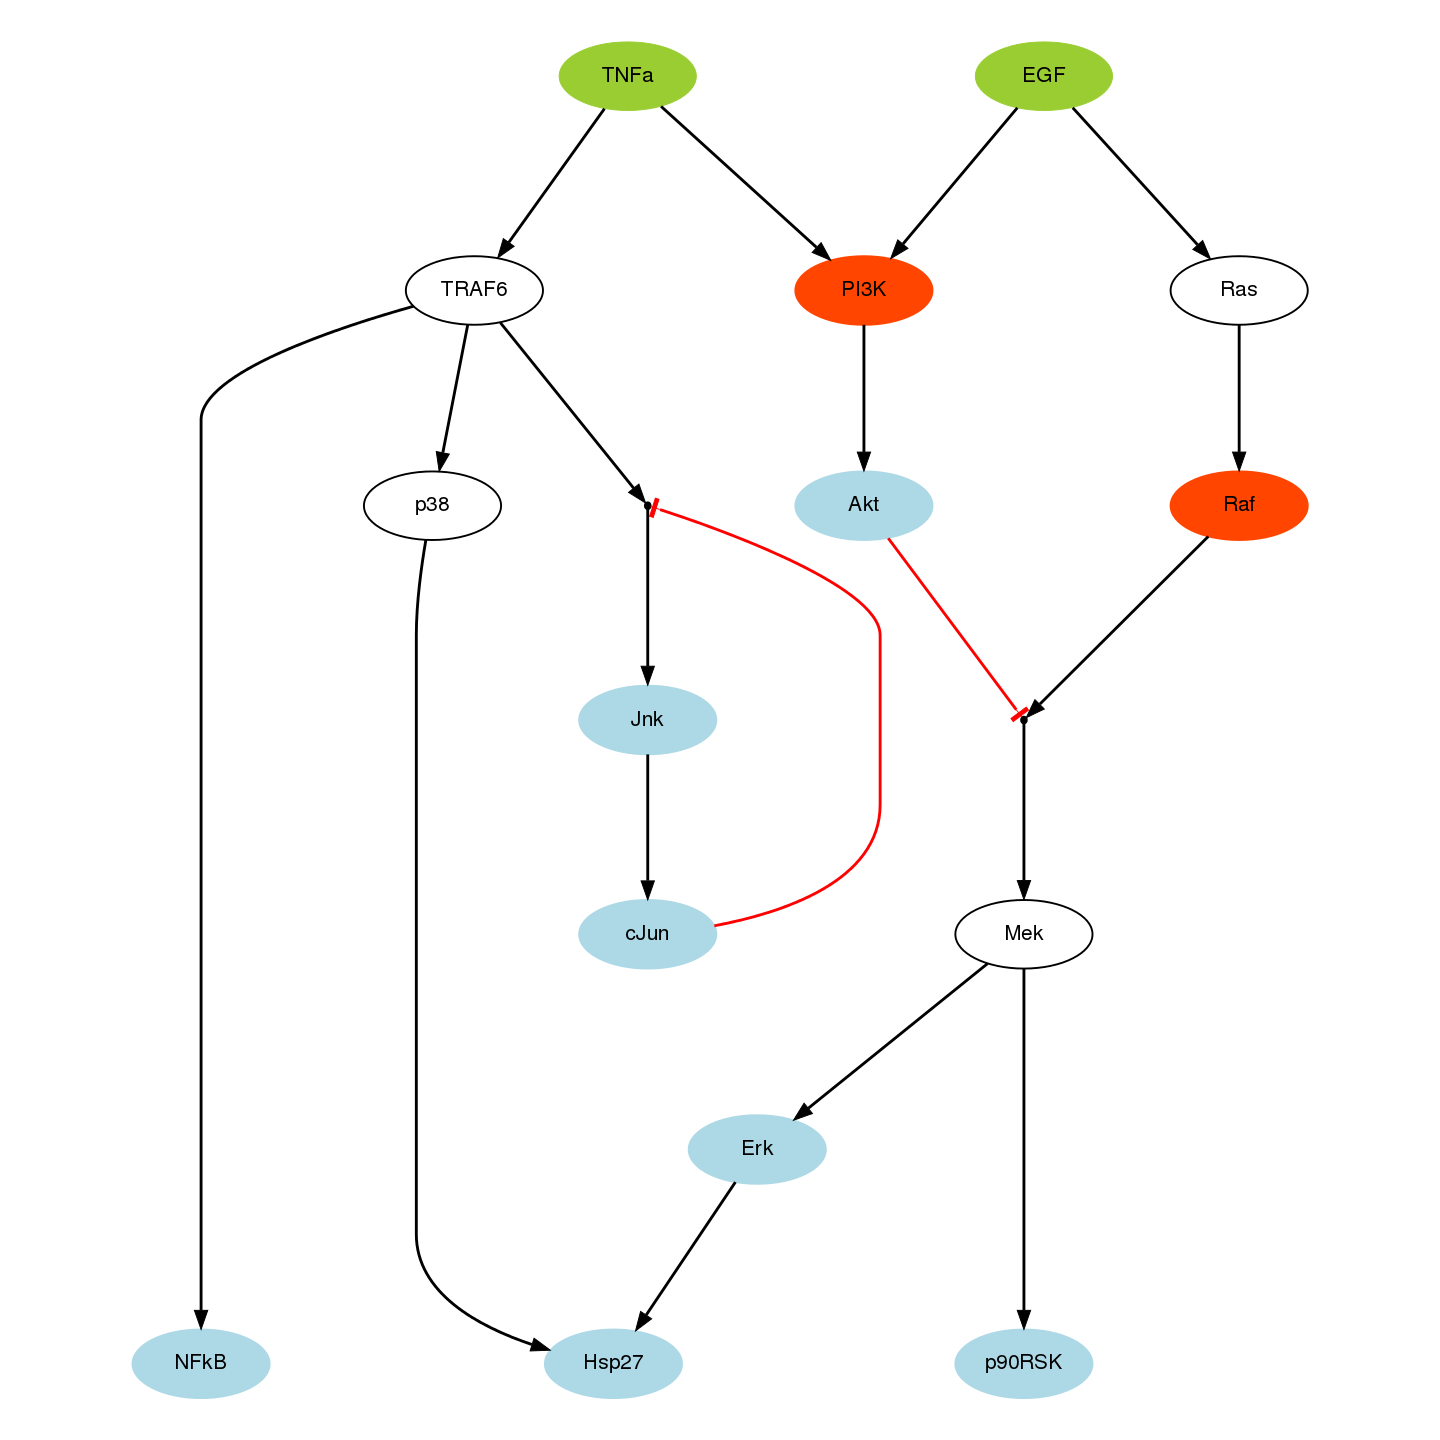 TNFa
EGF
TRAF6
PI3K
Ras
p38
Akt
Raf
Jnk
cJun
Mek
Erk
NFkB
Hsp27
p90RSK